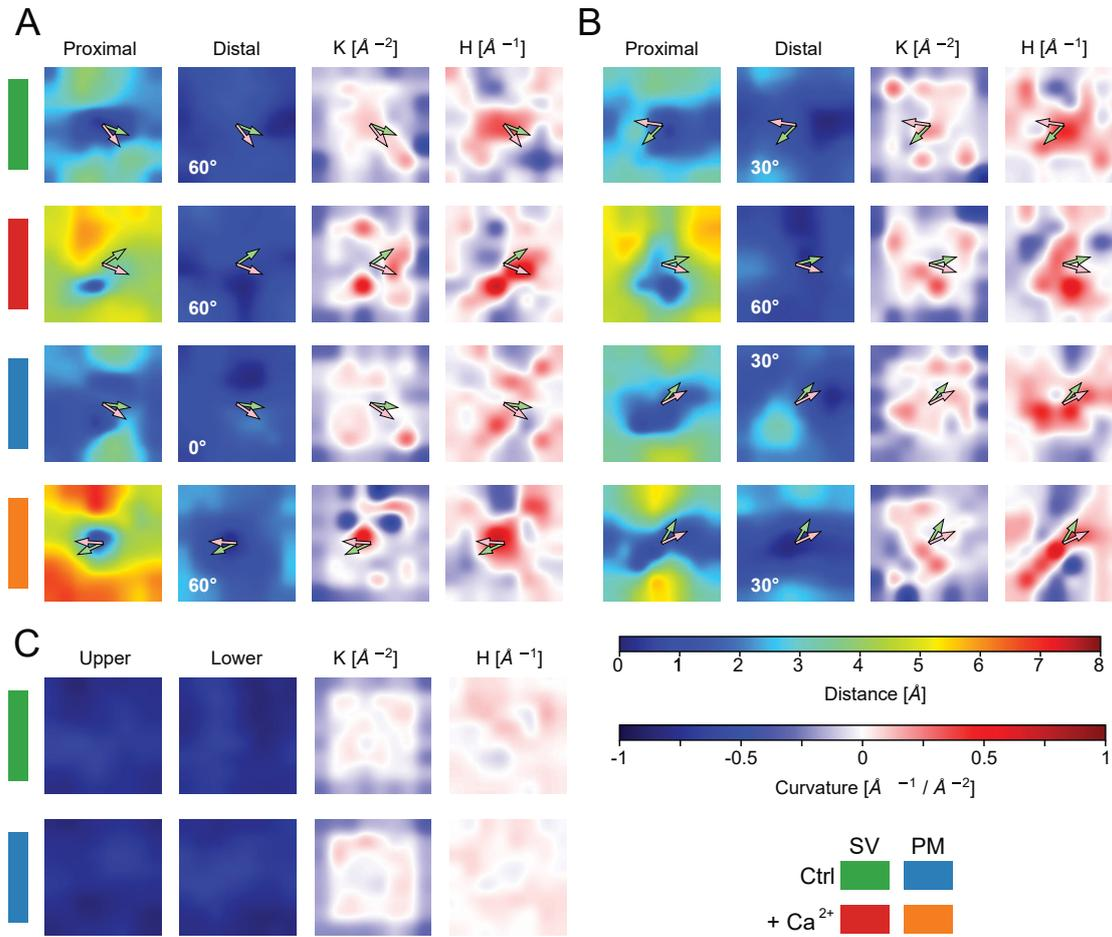 A
B
Proximal Distal K [Å⁻²] H [Å⁻¹]
Proximal Distal K [Å⁻²] H [Å⁻¹]
60°
30°
60°
60°
0°
30°
60°
30°
C
Upper Lower K [Å⁻²] H [Å⁻¹]
0 1 2 3 4 5 6 7 8
Distance [Å]
-1 -0.5 0 0.5 1
Curvature [Å ⁻¹ / Å⁻²]
SV PM
Ctrl
+ Ca²⁺